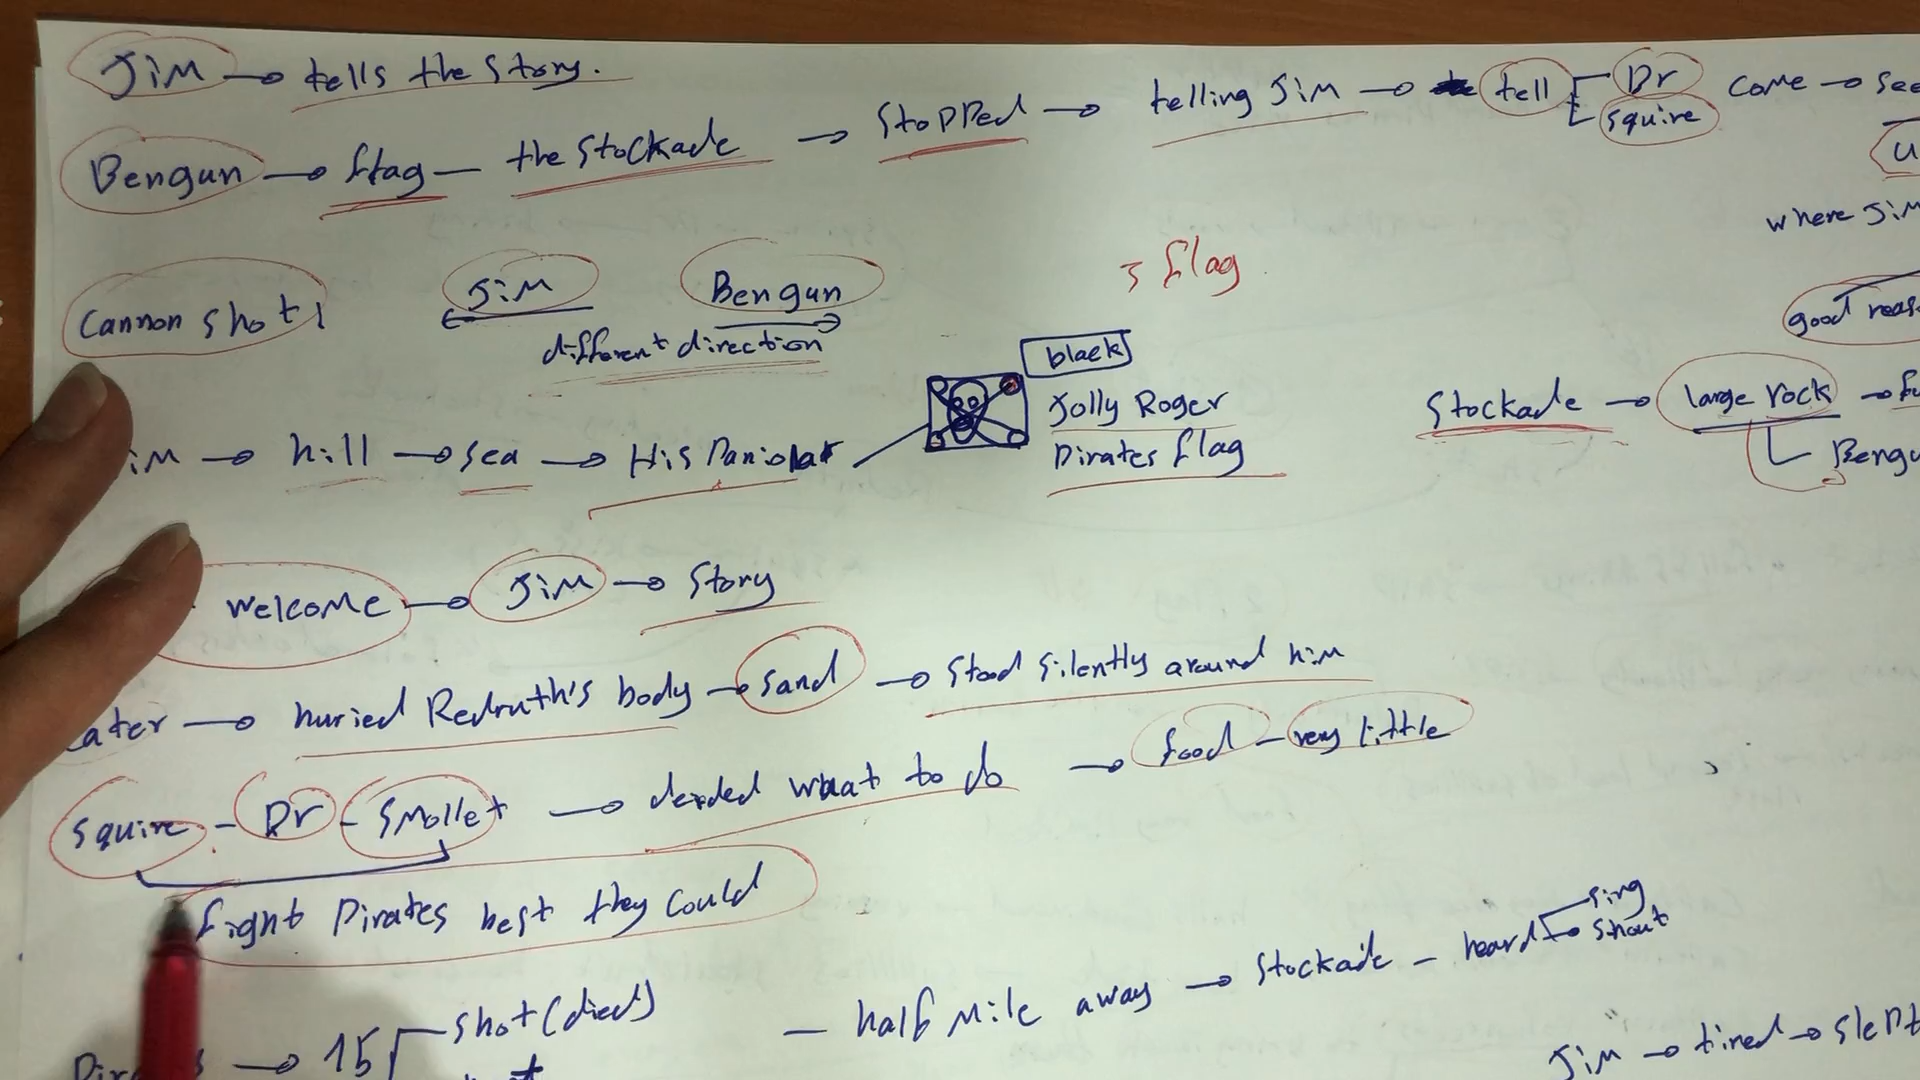 Jim → tells the story.
Bengun → flag — the stockade → stopped → telling Jim → tell Dr squire come → see
where Jim
cannon shot! Jim Bengun
different direction
3 flag
good reas
black
Jolly Roger
Pirates flag
im → hill → sea → Hispaniola
Stockade → large rock →
Bengu
welcome → Jim → story
Later → buried Redruth's body → sand → stood silently around him
squire - Dr - Smollet → decided what to do → food - very little
fight Pirates best they could
→ 15 shot (died) — half mile away → stockade - heard sing shout
Jim → tired → slept